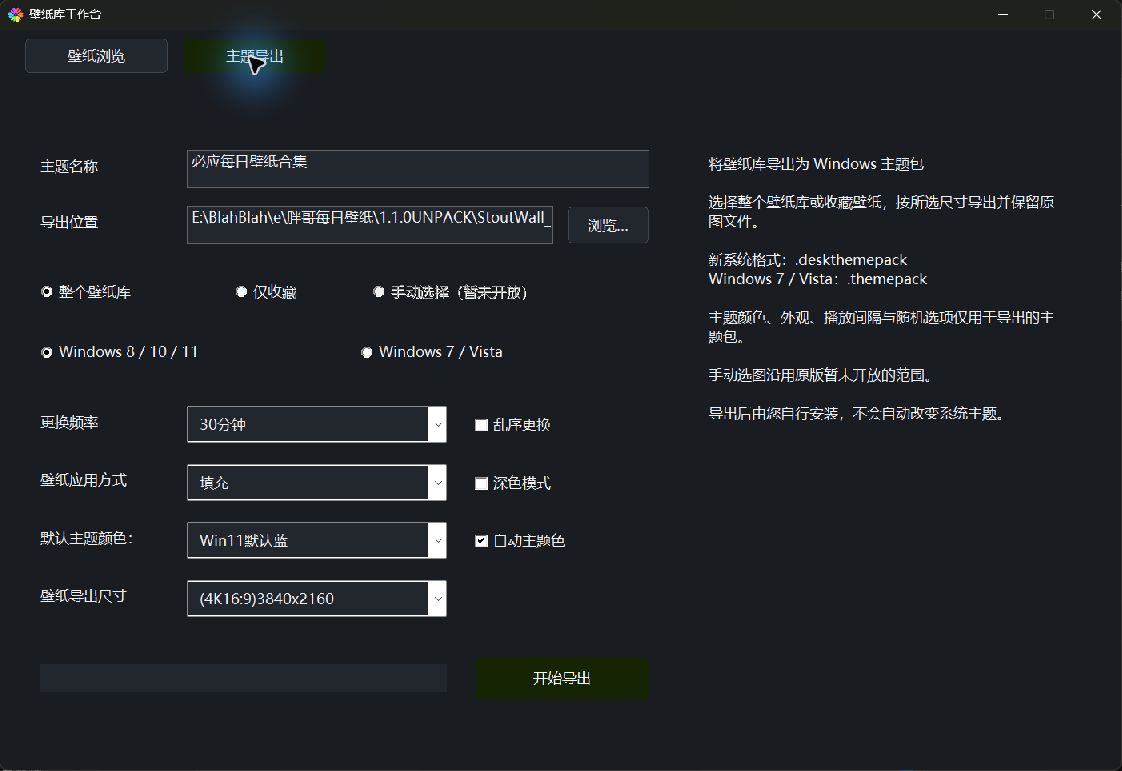 壁纸库工作台
壁纸浏览
主题导出
主题名称
必应每日壁纸合集
导出位置
E:\BlahBlah\e\胖哥每日壁纸\1.1.0UNPACK\StoutWall_
浏览...
整个壁纸库
仅收藏
手动选择（暂未开放）
Windows 8 / 10 / 11
Windows 7 / Vista
更换频率
30分钟
乱序更换
壁纸应用方式
填充
深色模式
默认主题颜色:
Win11默认蓝
自动主题色
壁纸导出尺寸
(4K16:9)3840x2160
开始导出
将壁纸库导出为 Windows 主题包
选择整个壁纸库或收藏壁纸，按所选尺寸导出并保留原
图文件。
新系统格式：.deskthemepack
Windows 7 / Vista：.themepack
主题颜色、外观、播放间隔与随机选项仅用于导出的主
题包。
手动选图沿用原版暂未开放的范围。
导出后由您自行安装，不会自动改变系统主题。